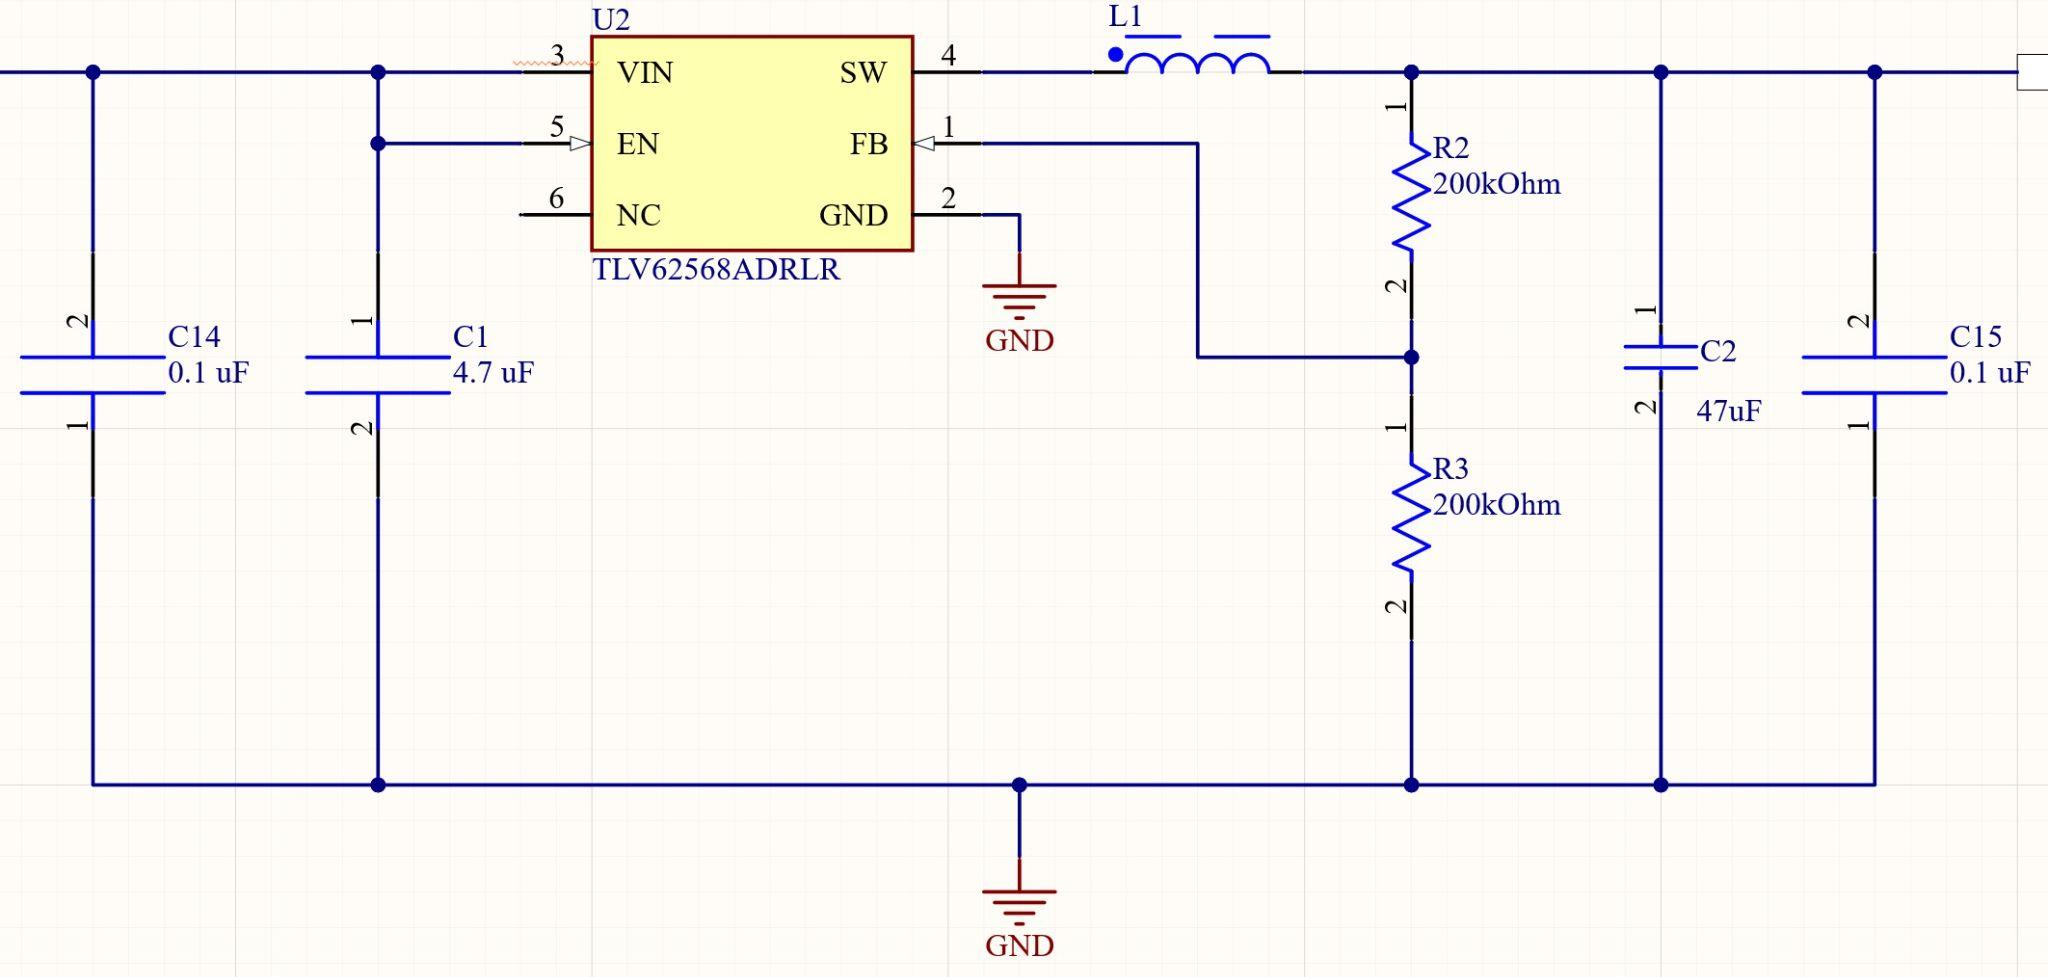 U2
L1
3
VIN
SW
4
5
EN
FB
1
6
NC
GND
2
TLV62568ADRLR
GND
1
R2
200kOhm
2
2
C14
0.1 uF
1
1
C1
4.7 uF
2
1
C2
47uF
2
2
C15
0.1 uF
1
1
R3
200kOhm
2
GND